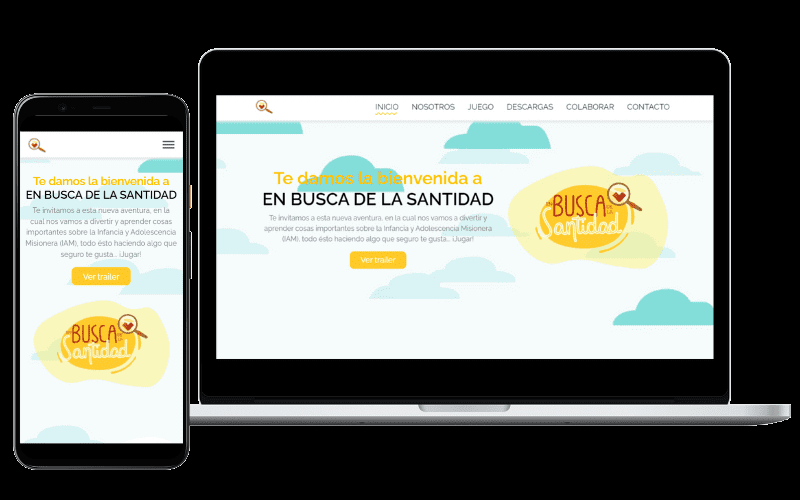 Te damos la bienvenida a
EN BUSCA DE LA SANTIDAD
Te invitamos a esta nueva aventura, en la
cual nos vamos a divertir y aprender cosas
importantes sobre la Infancia y Adolescencia
Misionera (IAM), todo ésto haciendo algo que
seguro te gusta... ¡Jugar!
Ver trailer
EN
BUSCA
DE LA
Santidad
INICIO NOSOTROS JUEGO DESCARGAS COLABORAR CONTACTO
Te damos la bienvenida a
EN BUSCA DE LA SANTIDAD
Te invitamos a esta nueva aventura, en la cual nos vamos a divertir y
aprender cosas importantes sobre la Infancia y Adolescencia Misionera
(IAM), todo ésto haciendo algo que seguro te gusta... ¡Jugar!
Ver trailer
EN
BUSCA
DE LA
Santidad